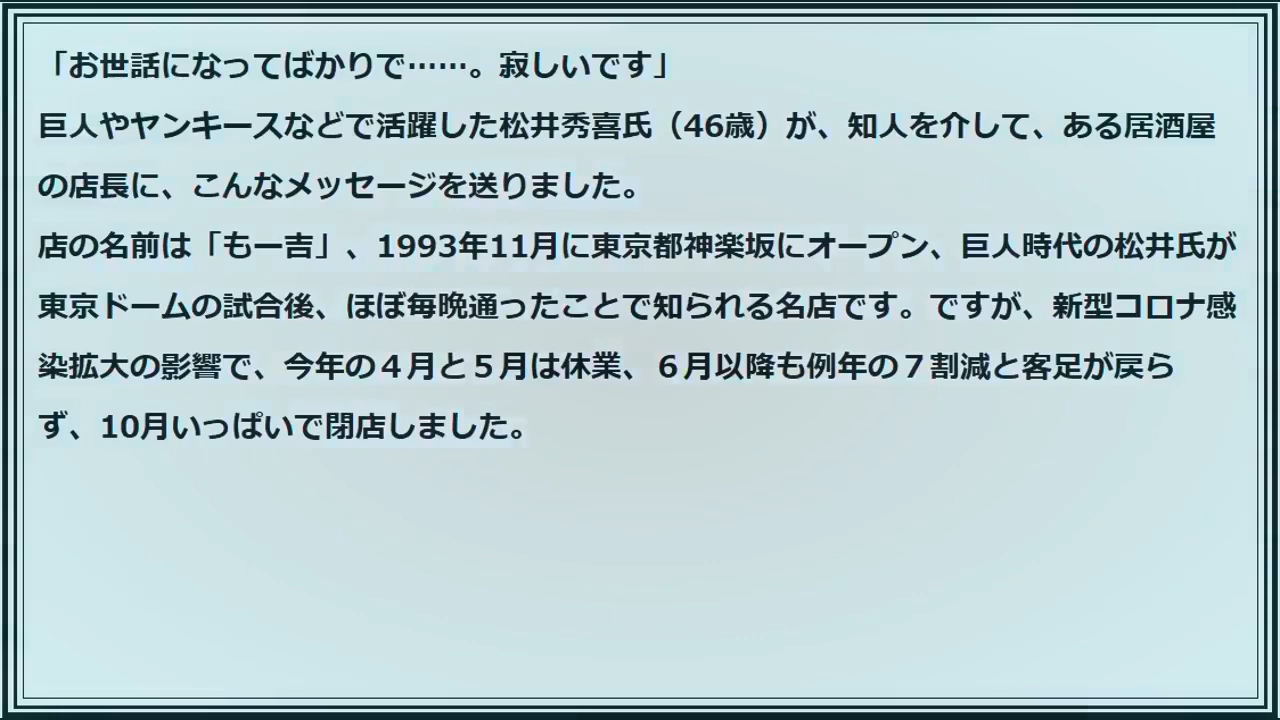 「お世話になってばかりで……。寂しいです」
巨人やヤンキースなどで活躍した松井秀喜氏（46歳）が、知人を介して、ある居酒屋
の店長に、こんなメッセージを送りました。
店の名前は「も一吉」、1993年11月に東京都神楽坂にオープン、巨人時代の松井氏が
東京ドームの試合後、ほぼ毎晩通ったことで知られる名店です。ですが、新型コロナ感
染拡大の影響で、今年の４月と５月は休業、６月以降も例年の７割減と客足が戻ら
ず、10月いっぱいで閉店しました。